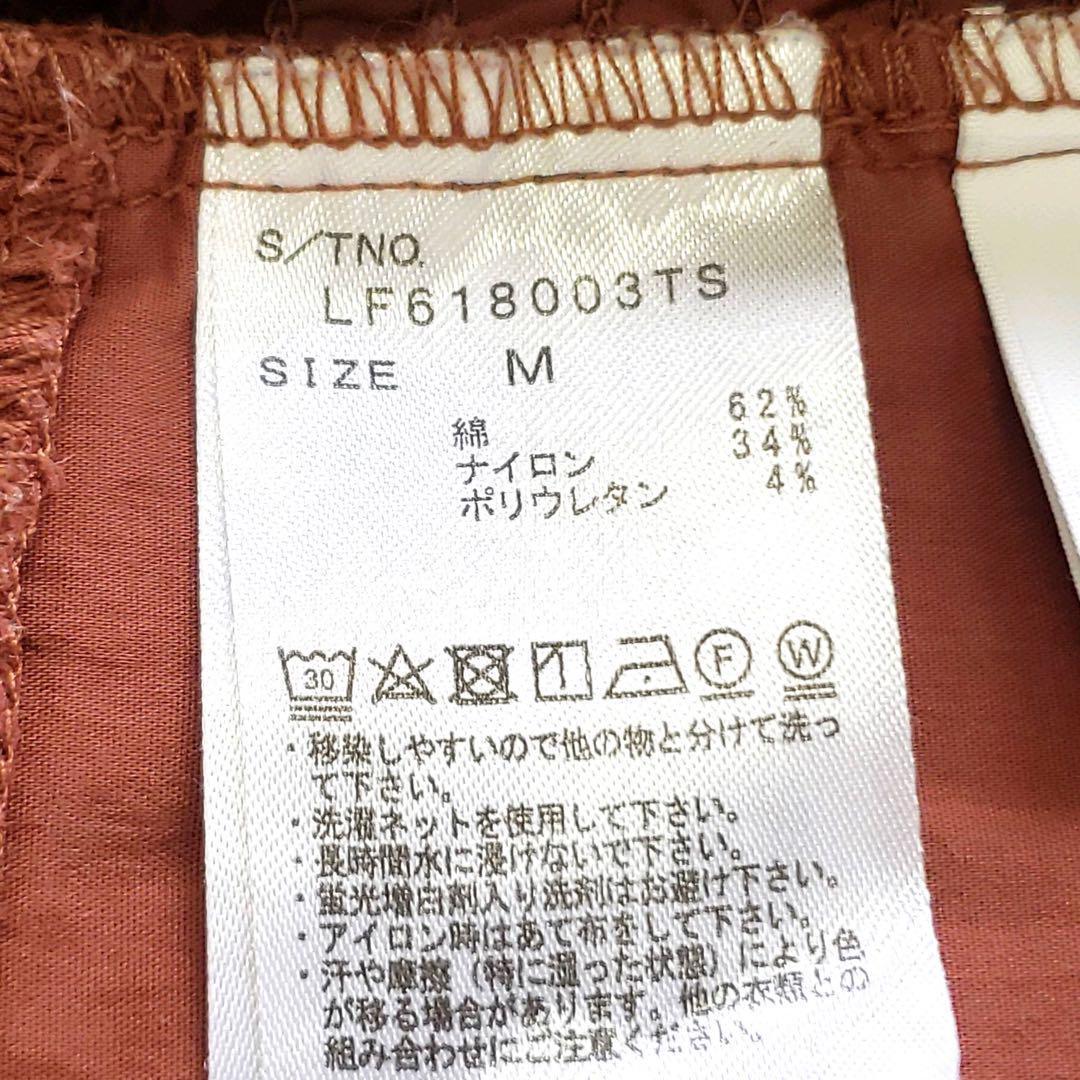 S/TNO.
LF618003TS
SIZE M
綿 62%
ナイロン 34%
ポリウレタン 4%
30 1 F W
・移染しやすいので他の物と分けて洗っ
て下さい。
・洗濯ネットを使用して下さい。
・長時間水に浸けないで下さい。
・蛍光増白剤入り洗剤はお避け下さい。
・アイロン時はあて布をして下さい。
・汗や摩擦(特に湿った状態)により色
が移る場合があります。他の衣類との
組み合わせにご注意ください。